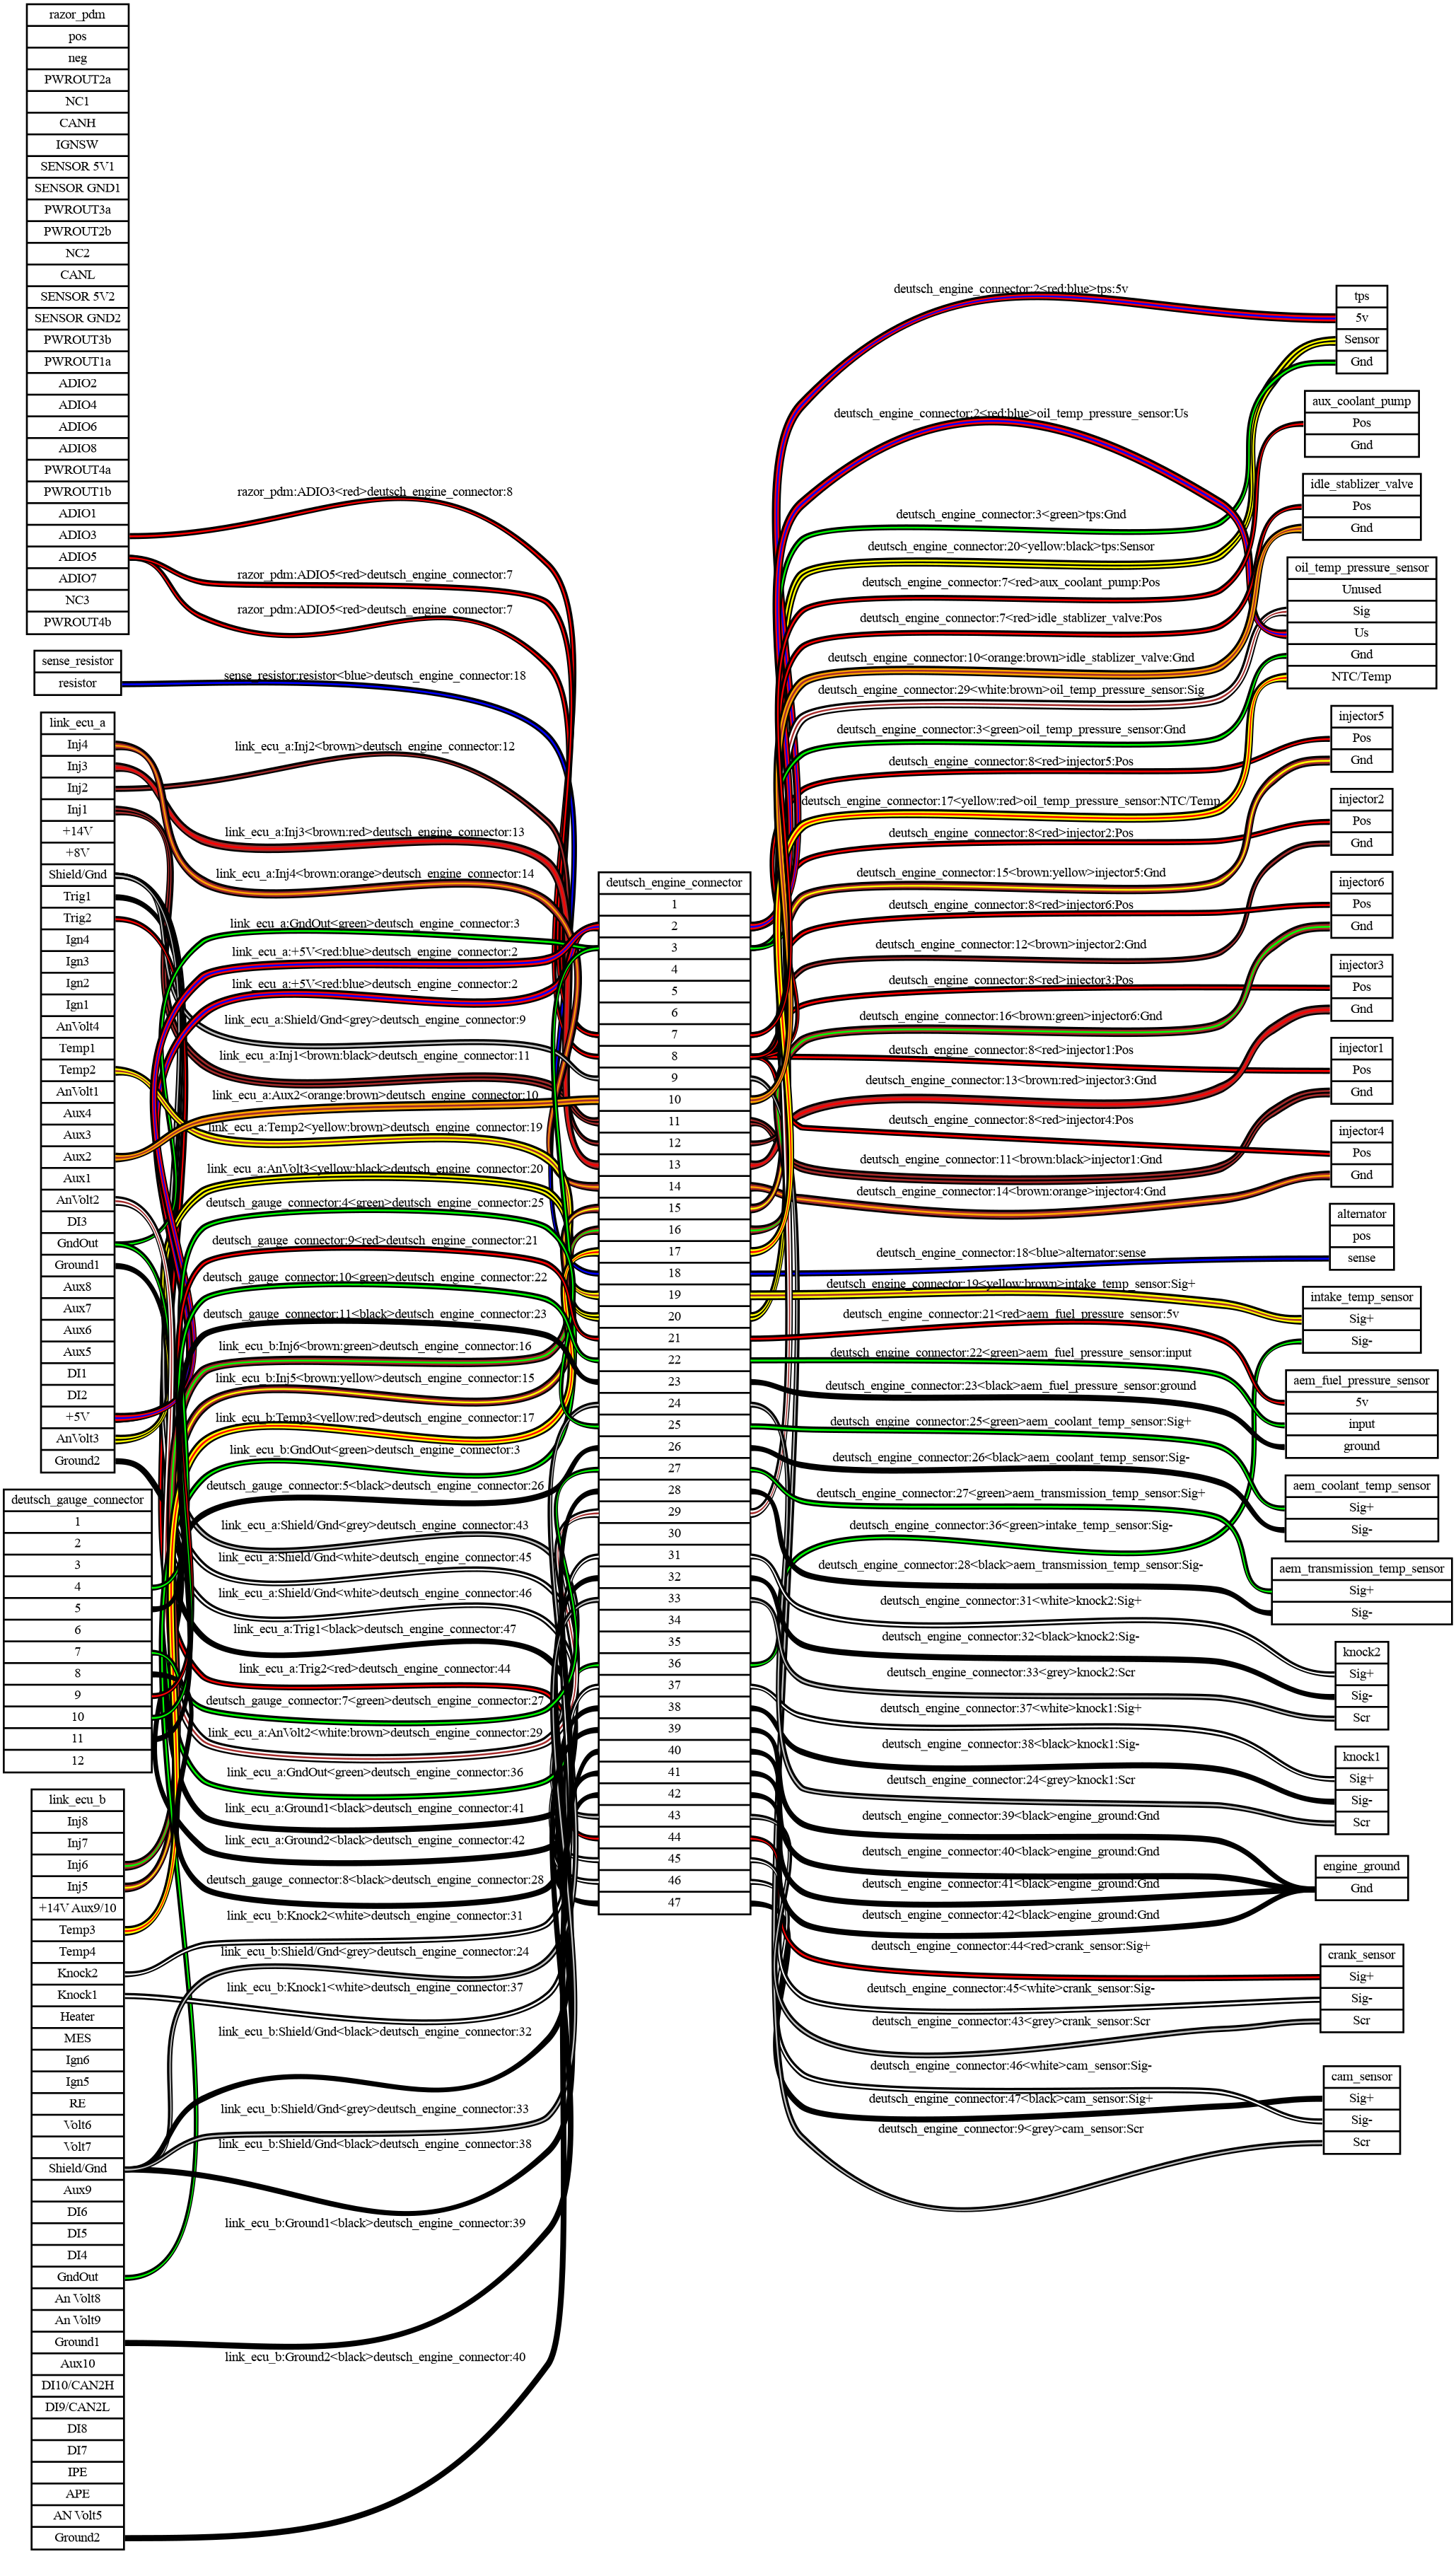 razor_pdm
pos
neg
PWROUT2a
NC1
CANH
IGNSW
SENSOR 5V1
SENSOR GND1
PWROUT3a
PWROUT2b
NC2
CANL
SENSOR 5V2
SENSOR GND2
PWROUT3b
PWROUT1a
ADIO2
ADIO4
ADIO6
ADIO8
PWROUT4a
PWROUT1b
ADIO1
ADIO3
ADIO5
ADIO7
NC3
PWROUT4b
sense_resistor
resistor
link_ecu_a
Inj4
Inj3
Inj2
Inj1
+14V
+8V
Shield/Gnd
Trig1
Trig2
Ign4
Ign3
Ign2
Ign1
AnVolt4
Temp1
Temp2
AnVolt1
Aux4
Aux3
Aux2
Aux1
AnVolt2
DI3
GndOut
Ground1
Aux8
Aux7
Aux6
Aux5
DI1
DI2
+5V
AnVolt3
Ground2
deutsch_gauge_connector
1
2
3
4
5
6
7
8
9
10
11
12
link_ecu_b
Inj8
Inj7
Inj6
Inj5
+14V Aux9/10
Temp3
Temp4
Knock2
Knock1
Heater
MES
Ign6
Ign5
RE
Volt6
Volt7
Shield/Gnd
Aux9
DI6
DI5
DI4
GndOut
An Volt8
An Volt9
Ground1
Aux10
DI10/CAN2H
DI9/CAN2L
DI8
DI7
IPE
APE
AN Volt5
Ground2
razor_pdm:ADIO3<red>deutsch_engine_connector:8
razor_pdm:ADIO5<red>deutsch_engine_connector:7
razor_pdm:ADIO5<red>deutsch_engine_connector:7
sense_resistor:resistor<blue>deutsch_engine_connector:18
link_ecu_a:Inj2<brown>deutsch_engine_connector:12
link_ecu_a:Inj3<brown:red>deutsch_engine_connector:13
link_ecu_a:Inj4<brown:orange>deutsch_engine_connector:14
link_ecu_a:GndOut<green>deutsch_engine_connector:3
link_ecu_a:+5V<red:blue>deutsch_engine_connector:2
link_ecu_a:+5V<red:blue>deutsch_engine_connector:2
link_ecu_a:Shield/Gnd<grey>deutsch_engine_connector:9
link_ecu_a:Inj1<brown:black>deutsch_engine_connector:11
link_ecu_a:Aux2<orange:brown>deutsch_engine_connector:10
link_ecu_a:Temp2<yellow:brown>deutsch_engine_connector:19
link_ecu_a:AnVolt3<yellow:black>deutsch_engine_connector:20
deutsch_gauge_connector:4<green>deutsch_engine_connector:25
deutsch_gauge_connector:9<red>deutsch_engine_connector:21
deutsch_gauge_connector:10<green>deutsch_engine_connector:22
deutsch_gauge_connector:11<black>deutsch_engine_connector:23
link_ecu_b:Inj6<brown:green>deutsch_engine_connector:16
link_ecu_b:Inj5<brown:yellow>deutsch_engine_connector:15
link_ecu_b:Temp3<yellow:red>deutsch_engine_connector:17
link_ecu_b:GndOut<green>deutsch_engine_connector:3
deutsch_gauge_connector:5<black>deutsch_engine_connector:26
link_ecu_a:Shield/Gnd<grey>deutsch_engine_connector:43
link_ecu_a:Shield/Gnd<white>deutsch_engine_connector:45
link_ecu_a:Shield/Gnd<white>deutsch_engine_connector:46
link_ecu_a:Trig1<black>deutsch_engine_connector:47
link_ecu_a:Trig2<red>deutsch_engine_connector:44
deutsch_gauge_connector:7<green>deutsch_engine_connector:27
link_ecu_a:AnVolt2<white:brown>deutsch_engine_connector:29
link_ecu_a:GndOut<green>deutsch_engine_connector:36
link_ecu_a:Ground1<black>deutsch_engine_connector:41
link_ecu_a:Ground2<black>deutsch_engine_connector:42
deutsch_gauge_connector:8<black>deutsch_engine_connector:28
link_ecu_b:Knock2<white>deutsch_engine_connector:31
link_ecu_b:Shield/Gnd<grey>deutsch_engine_connector:24
link_ecu_b:Knock1<white>deutsch_engine_connector:37
link_ecu_b:Shield/Gnd<black>deutsch_engine_connector:32
link_ecu_b:Shield/Gnd<grey>deutsch_engine_connector:33
link_ecu_b:Shield/Gnd<black>deutsch_engine_connector:38
link_ecu_b:Ground1<black>deutsch_engine_connector:39
link_ecu_b:Ground2<black>deutsch_engine_connector:40
deutsch_engine_connector
1
2
3
4
5
6
7
8
9
10
11
12
13
14
15
16
17
18
19
20
21
22
23
24
25
26
27
28
29
30
31
32
33
34
35
36
37
38
39
40
41
42
43
44
45
46
47
deutsch_engine_connector:2<red:blue>tps:5v
deutsch_engine_connector:2<red:blue>oil_temp_pressure_sensor:Us
deutsch_engine_connector:3<green>tps:Gnd
deutsch_engine_connector:20<yellow:black>tps:Sensor
deutsch_engine_connector:7<red>aux_coolant_pump:Pos
deutsch_engine_connector:7<red>idle_stablizer_valve:Pos
deutsch_engine_connector:10<orange:brown>idle_stablizer_valve:Gnd
deutsch_engine_connector:29<white:brown>oil_temp_pressure_sensor:Sig
deutsch_engine_connector:3<green>oil_temp_pressure_sensor:Gnd
deutsch_engine_connector:8<red>injector5:Pos
deutsch_engine_connector:17<yellow:red>oil_temp_pressure_sensor:NTC/Temp
deutsch_engine_connector:8<red>injector2:Pos
deutsch_engine_connector:15<brown:yellow>injector5:Gnd
deutsch_engine_connector:8<red>injector6:Pos
deutsch_engine_connector:12<brown>injector2:Gnd
deutsch_engine_connector:8<red>injector3:Pos
deutsch_engine_connector:16<brown:green>injector6:Gnd
deutsch_engine_connector:8<red>injector1:Pos
deutsch_engine_connector:13<brown:red>injector3:Gnd
deutsch_engine_connector:8<red>injector4:Pos
deutsch_engine_connector:11<brown:black>injector1:Gnd
deutsch_engine_connector:14<brown:orange>injector4:Gnd
deutsch_engine_connector:18<blue>alternator:sense
deutsch_engine_connector:19<yellow:brown>intake_temp_sensor:Sig+
deutsch_engine_connector:21<red>aem_fuel_pressure_sensor:5v
deutsch_engine_connector:22<green>aem_fuel_pressure_sensor:input
deutsch_engine_connector:23<black>aem_fuel_pressure_sensor:ground
deutsch_engine_connector:25<green>aem_coolant_temp_sensor:Sig+
deutsch_engine_connector:26<black>aem_coolant_temp_sensor:Sig-
deutsch_engine_connector:27<green>aem_transmission_temp_sensor:Sig+
deutsch_engine_connector:36<green>intake_temp_sensor:Sig-
deutsch_engine_connector:28<black>aem_transmission_temp_sensor:Sig-
deutsch_engine_connector:31<white>knock2:Sig+
deutsch_engine_connector:32<black>knock2:Sig-
deutsch_engine_connector:33<grey>knock2:Scr
deutsch_engine_connector:37<white>knock1:Sig+
deutsch_engine_connector:38<black>knock1:Sig-
deutsch_engine_connector:24<grey>knock1:Scr
deutsch_engine_connector:39<black>engine_ground:Gnd
deutsch_engine_connector:40<black>engine_ground:Gnd
deutsch_engine_connector:41<black>engine_ground:Gnd
deutsch_engine_connector:42<black>engine_ground:Gnd
deutsch_engine_connector:44<red>crank_sensor:Sig+
deutsch_engine_connector:45<white>crank_sensor:Sig-
deutsch_engine_connector:43<grey>crank_sensor:Scr
deutsch_engine_connector:46<white>cam_sensor:Sig-
deutsch_engine_connector:47<black>cam_sensor:Sig+
deutsch_engine_connector:9<grey>cam_sensor:Scr
tps
5v
Sensor
Gnd
aux_coolant_pump
Pos
Gnd
idle_stablizer_valve
Pos
Gnd
oil_temp_pressure_sensor
Unused
Sig
Us
Gnd
NTC/Temp
injector5
Pos
Gnd
injector2
Pos
Gnd
injector6
Pos
Gnd
injector3
Pos
Gnd
injector1
Pos
Gnd
injector4
Pos
Gnd
alternator
pos
sense
intake_temp_sensor
Sig+
Sig-
aem_fuel_pressure_sensor
5v
input
ground
aem_coolant_temp_sensor
Sig+
Sig-
aem_transmission_temp_sensor
Sig+
Sig-
knock2
Sig+
Sig-
Scr
knock1
Sig+
Sig-
Scr
engine_ground
Gnd
crank_sensor
Sig+
Sig-
Scr
cam_sensor
Sig+
Sig-
Scr